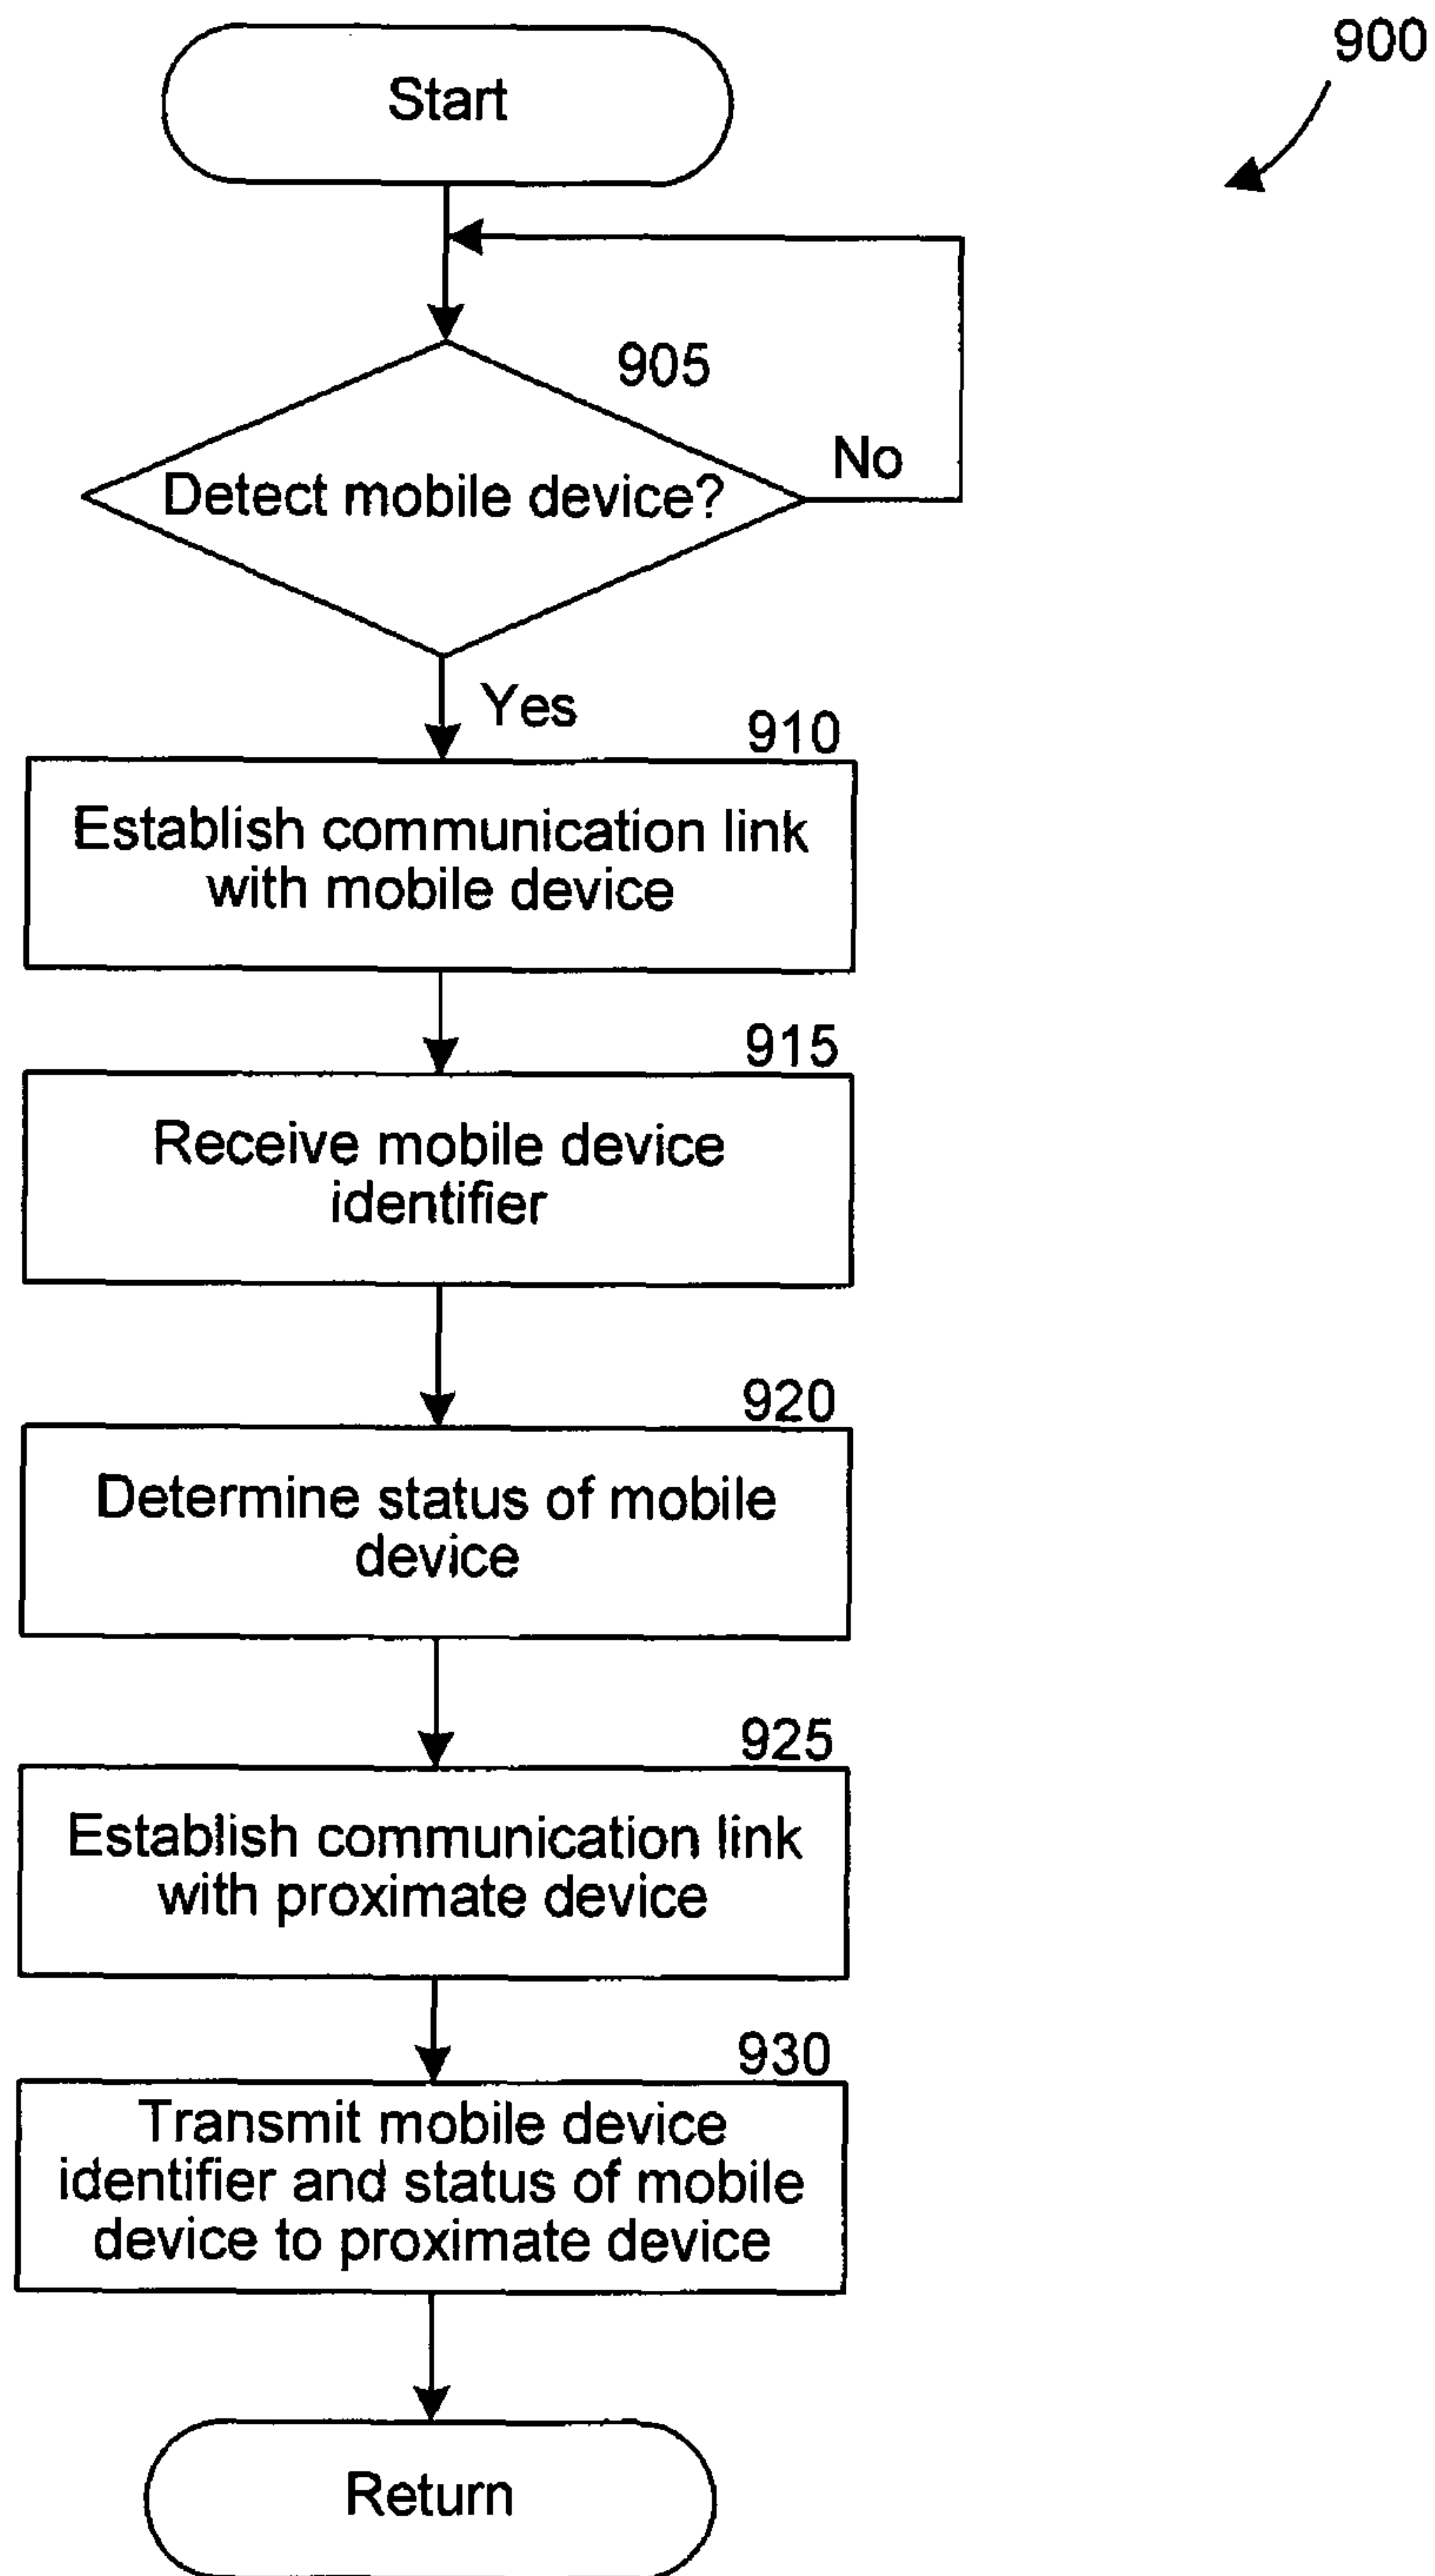 900
Start
905
Detect mobile device?
No
Yes
910
Establish communication link
with mobile device
915
Receive mobile device
identifier
920
Determine status of mobile
device
925
Establish communication link
with proximate device
930
Transmit mobile device
identifier and status of mobile
device to proximate device
Return